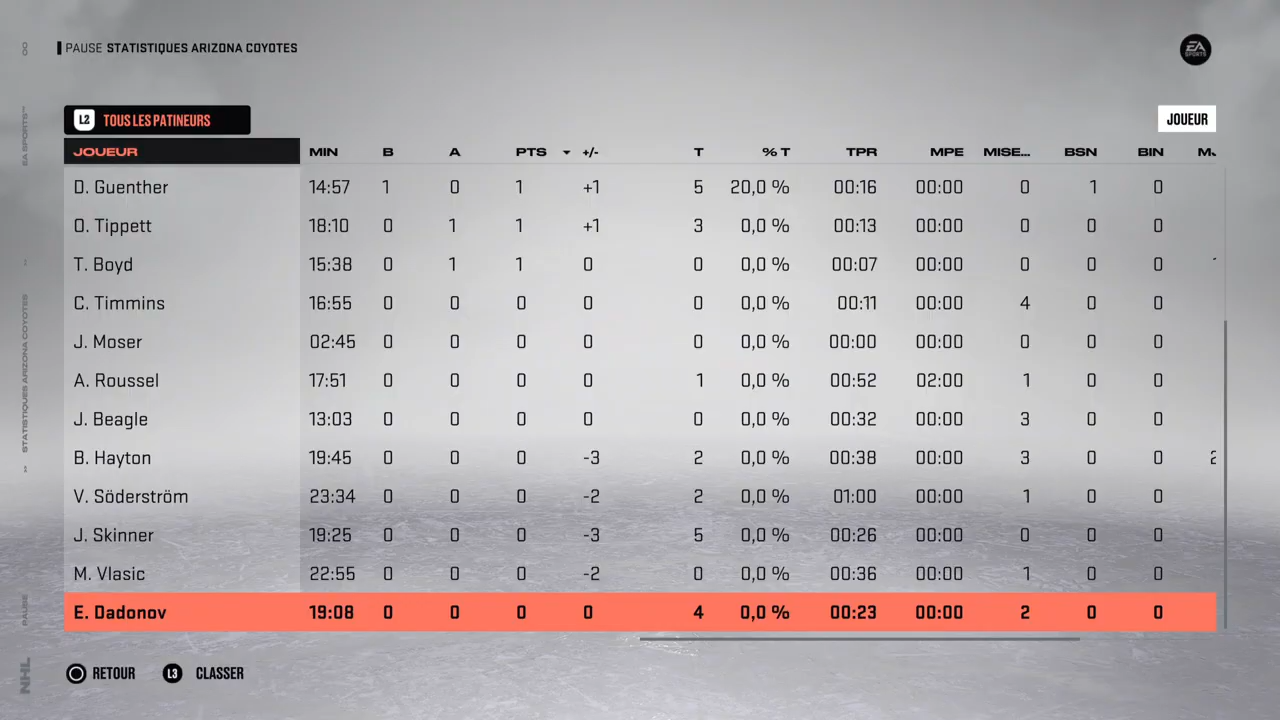 PAUSE STATISTIQUES ARIZONA COYOTES
EA SPORTS
L2 TOUS LES PATINEURS
JOUEUR
JOUEUR MIN B A PTS +/- T % T TPR MPE MISE... BSN BIN
D. Guenther 14:57 1 0 1 +1 5 20,0 % 00:16 00:00 0 1 0
O. Tippett 18:10 0 1 1 +1 3 0,0 % 00:13 00:00 0 0 0
T. Boyd 15:38 0 1 1 0 0 0,0 % 00:07 00:00 0 0 0
C. Timmins 16:55 0 0 0 0 0 0,0 % 00:11 00:00 4 0 0
J. Moser 02:45 0 0 0 0 0 0,0 % 00:00 00:00 0 0 0
A. Roussel 17:51 0 0 0 0 1 0,0 % 00:52 02:00 1 0 0
J. Beagle 13:03 0 0 0 0 0 0,0 % 00:32 00:00 3 0 0
B. Hayton 19:45 0 0 0 -3 2 0,0 % 00:38 00:00 3 0 0
V. Söderström 23:34 0 0 0 -2 2 0,0 % 01:00 00:00 1 0 0
J. Skinner 19:25 0 0 0 -3 5 0,0 % 00:26 00:00 0 0 0
M. Vlasic 22:55 0 0 0 -2 0 0,0 % 00:36 00:00 1 0 0
E. Dadonov 19:08 0 0 0 0 4 0,0 % 00:23 00:00 2 0 0
RETOUR L3 CLASSER
EA SPORTS™
STATISTIQUES ARIZONA COYOTES
PAUSE
NHL